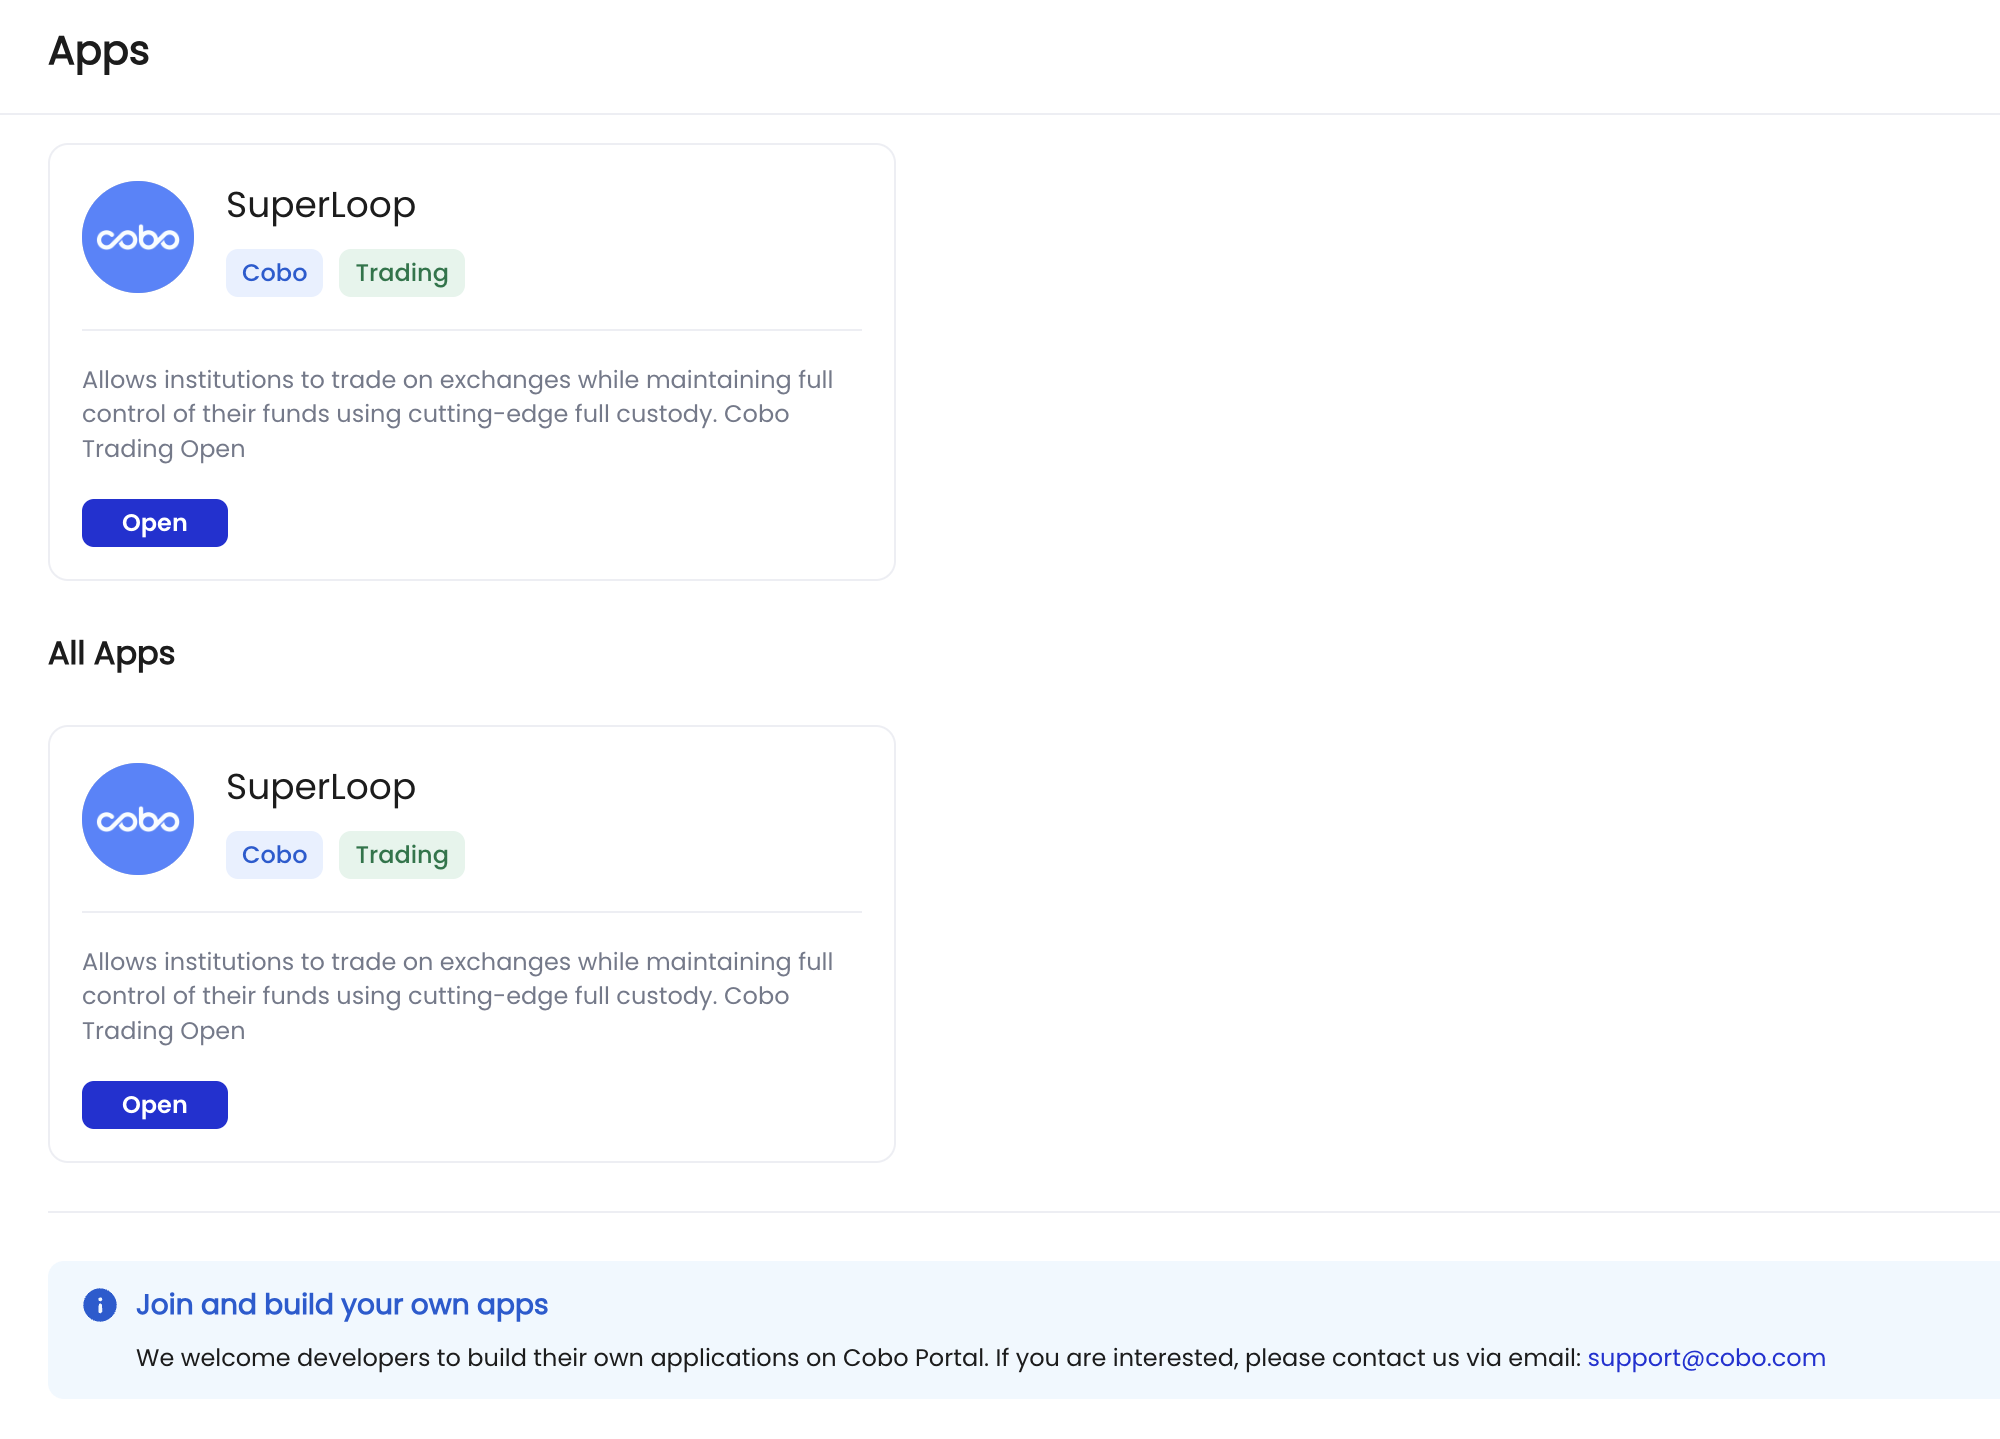 Apps
cobo
SuperLoop
Cobo Trading
Allows institutions to trade on exchanges while maintaining full
control of their funds using cutting-edge full custody. Cobo
Trading Open
Open
All Apps
cobo
SuperLoop
Cobo Trading
Allows institutions to trade on exchanges while maintaining full
control of their funds using cutting-edge full custody. Cobo
Trading Open
Open
Join and build your own apps
We welcome developers to build their own applications on Cobo Portal. If you are interested, please contact us via email: support@cobo.com